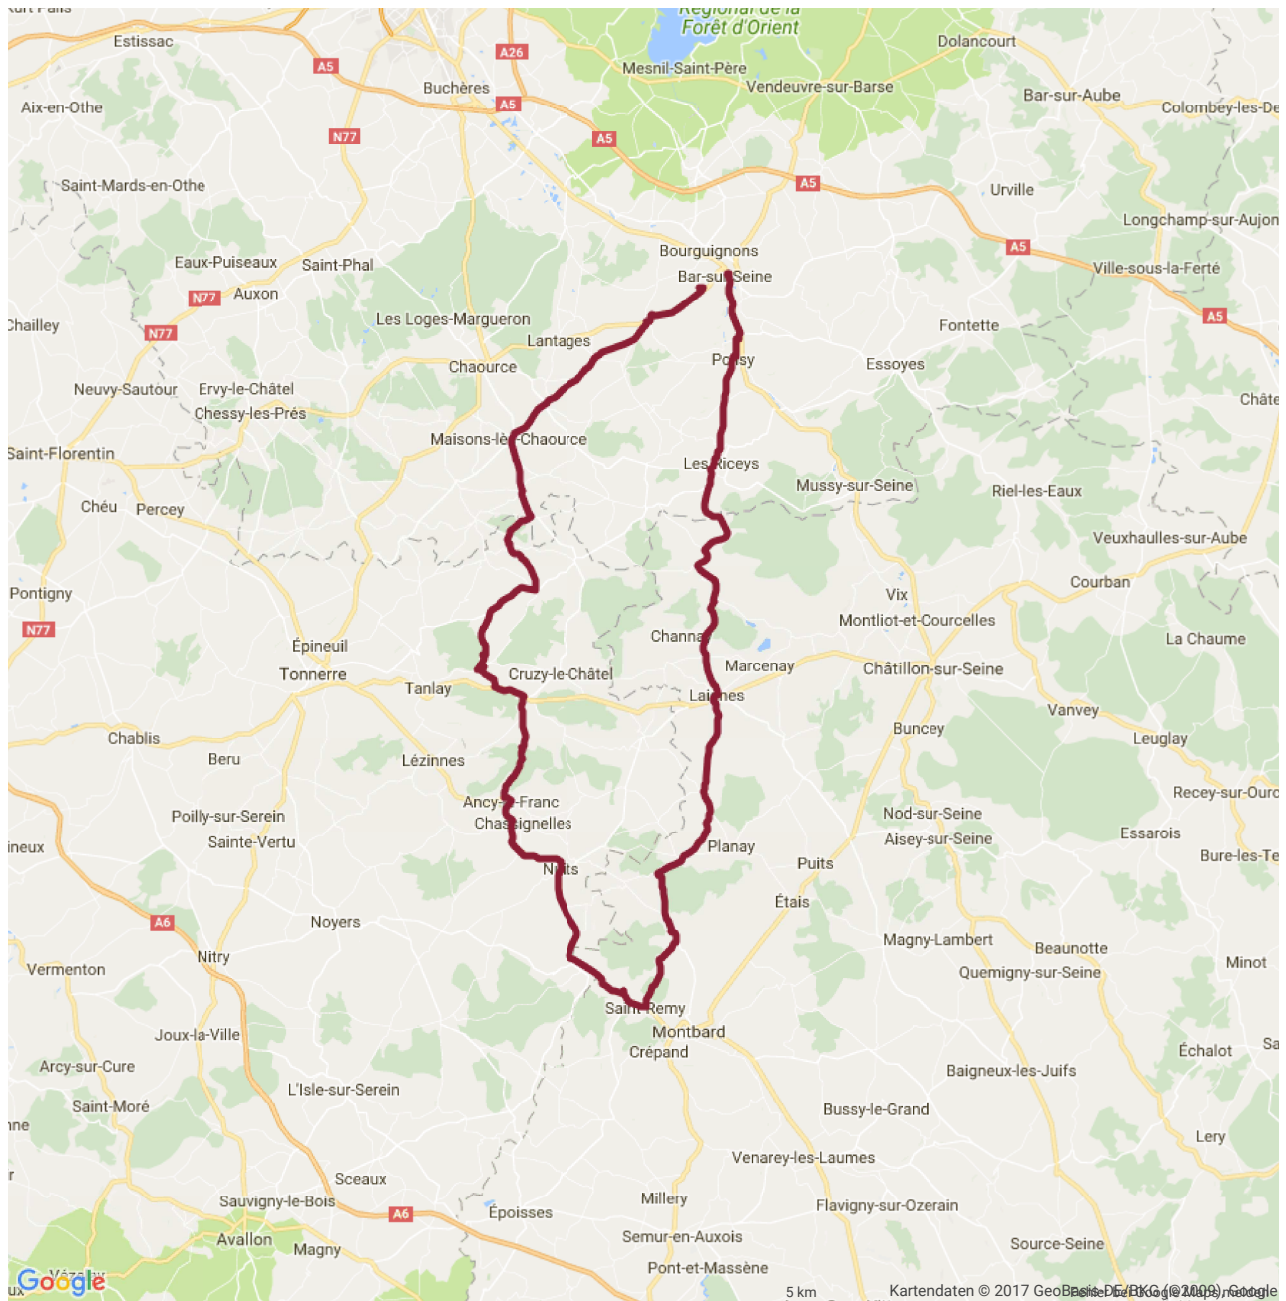 Régional de la
Forêt d'Orient
Estissac
A26
A5
Dolancourt
Mesnil-Saint-Père
Buchères
Vendeuvre-sur-Barse
Bar-sur-Aube
Aix-en-Othe
A5
Colombey-les-De
N77
A5
Saint-Mards-en-Othe
A5
Urville
Longchamp-sur-Aujon
Bourguignons
A5
Eaux-Puiseaux
Saint-Phal
Ville-sous-la-Ferté
Bar-sur-Seine
N77
Auxon
Les Loges-Margueron
A5
Chailley
N77
Fontette
Lantages
Polisy
Essoyes
Chaource
Neuvy-Sautour
Ervy-le-Châtel
Châte
Chessy-les-Prés
Maisons-lès-Chaource
Saint-Florentin
Les Riceys
Mussy-sur-Seine
Riel-les-Eaux
Chéu
Percey
Veuxhaulles-sur-Aube
Courban
Pontigny
Vix
N77
Montliot-et-Courcelles
Channay
La Chaume
Épineuil
Marcenay
Châtillon-sur-Seine
Tonnerre
Cruzy-le-Châtel
Tanlay
Laignes
Vanvey
Buncey
Chablis
Leuglay
Beru
Lézinnes
Recey-sur-Ourc
Ancy-le-Franc
Nod-sur-Seine
Poilly-sur-Serein
Chassignelles
Essarois
Sainte-Vertu
Aisey-sur-Seine
ineux
Planay
Bure-les-Te
Puits
Nuits
Étais
A6
Noyers
Magny-Lambert
Beaunotte
Nitry
Minot
Vermenton
Quemigny-sur-Seine
Saint-Remy
Joux-la-Ville
Montbard
Crépand
Échalot
Sa
Arcy-sur-Cure
Baigneux-les-Juifs
L'Isle-sur-Serein
Saint-Moré
Bussy-le-Grand
nne
Lery
Venarey-les-Laumes
Sceaux
Sauvigny-le-Bois
Millery
Flavigny-sur-Ozerain
A6
Époisses
Avallon
Semur-en-Auxois
Magny
Source-Seine
Pont-et-Massène
Vézelay
Google
5 km
Kartendaten © 2017 GeoBasis-DE/BKG (©2009), Google